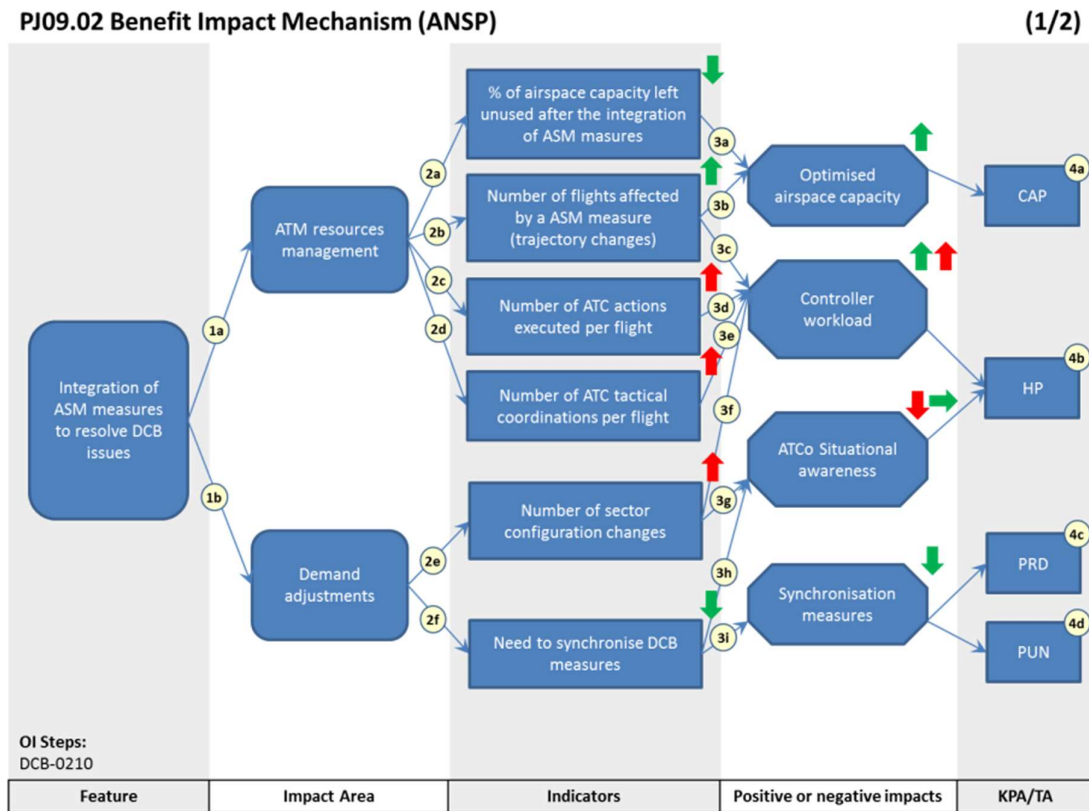 PJ09.02 Benefit Impact Mechanism (ANSP)
(1/2)
% of airspace capacity left
unused after the integration
of ASM masures
3a
4a
2a
Optimised
airspace capacity
CAP
Number of flights affected
by a ASM measure
(trajectory changes)
3b
ATM resources
management
2b
3c
2c
Number of ATC actions
executed per flight
3d
Controller
workload
1a
2d
3e
4b
Integration of
ASM measures
to resolve DCB
issues
Number of ATC tactical
coordinations per flight
3f
HP
ATCo Situational
awareness
1b
Number of sector
configuration changes
3g
2e
4c
Demand
adjustments
3h
PRD
Synchronisation
measures
2f
4d
Need to synchronise DCB
measures
3i
PUN
OI Steps:
DCB-0210
Feature
Impact Area
Indicators
Positive or negative impacts
KPA/TA